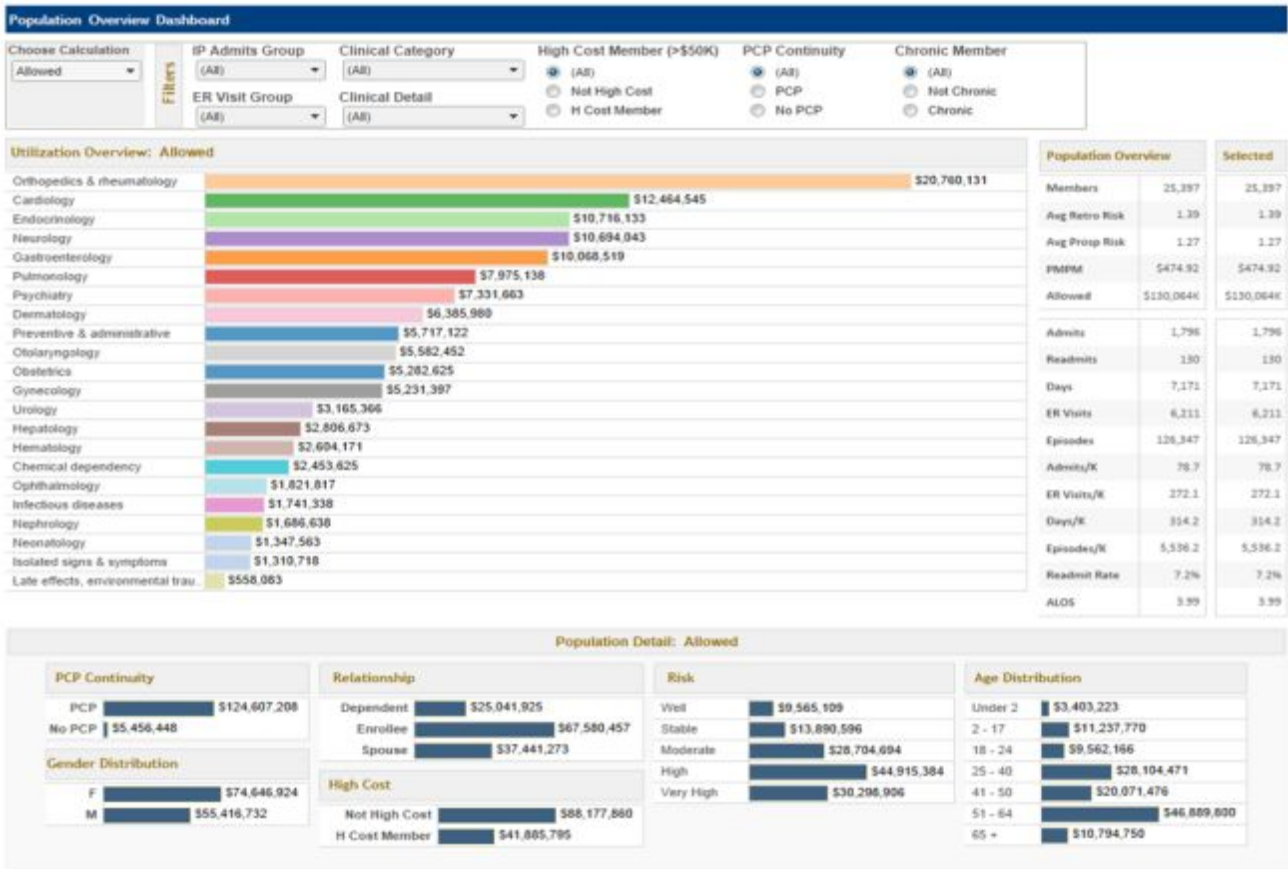 Population Overview Dashboard
Choose Calculation
Allowed
Filters
IP Admits Group
(All)
ER Visit Group
(All)
Clinical Category
(All)
Clinical Detail
(All)
High Cost Member (>$50K)
(All)
Not High Cost
H Cost Member
PCP Continuity
(All)
PCP
No PCP
Chronic Member
(All)
Not Chronic
Chronic
Utilization Overview: Allowed
Orthopedics & rheumatology $20,760,131
Cardiology $12,464,545
Endocrinology $10,716,133
Neurology $10,694,043
Gastroenterology $10,068,519
Pulmonology $7,975,138
Psychiatry $7,331,663
Dermatology $6,385,980
Preventive & administrative $5,717,122
Otolaryngology $5,582,452
Obstetrics $5,282,625
Gynecology $5,231,397
Urology $3,165,366
Hepatology $2,806,673
Hematology $2,604,171
Chemical dependency $2,453,625
Ophthalmology $1,821,817
Infectious diseases $1,741,338
Nephrology $1,686,638
Neonatology $1,347,563
Isolated signs & symptoms $1,310,718
Late effects, environmental trau.. $558,083
Population Overview Selected
Members 25,397 25,397
Avg Retro Risk 1.39 1.39
Avg Prosp Risk 1.27 1.27
PMPM $474.92 $474.92
Allowed $130,064K $130,064K
Admits 1,796 1,796
Readmits 130 130
Days 7,171 7,171
ER Visits 6,211 6,211
Episodes 126,347 126,347
Admits/K 78.7 78.7
ER Visits/K 272.1 272.1
Days/K 314.2 314.2
Episodes/K 5,536.2 5,536.2
Readmit Rate 7.2% 7.2%
ALOS 3.99 3.99
Population Detail: Allowed
PCP Continuity
PCP $124,607,208
No PCP $5,456,448
Gender Distribution
F $74,646,924
M $55,416,732
Relationship
Dependent $25,041,925
Enrollee $67,580,457
Spouse $37,441,273
High Cost
Not High Cost $88,177,860
H Cost Member $41,885,795
Risk
Well $9,565,109
Stable $13,890,596
Moderate $28,704,694
High $44,915,384
Very High $30,298,906
Age Distribution
Under 2 $3,403,223
2 - 17 $11,237,770
18 - 24 $9,562,166
25 - 40 $28,104,471
41 - 50 $20,071,476
51 - 64 $46,889,800
65 + $10,794,750